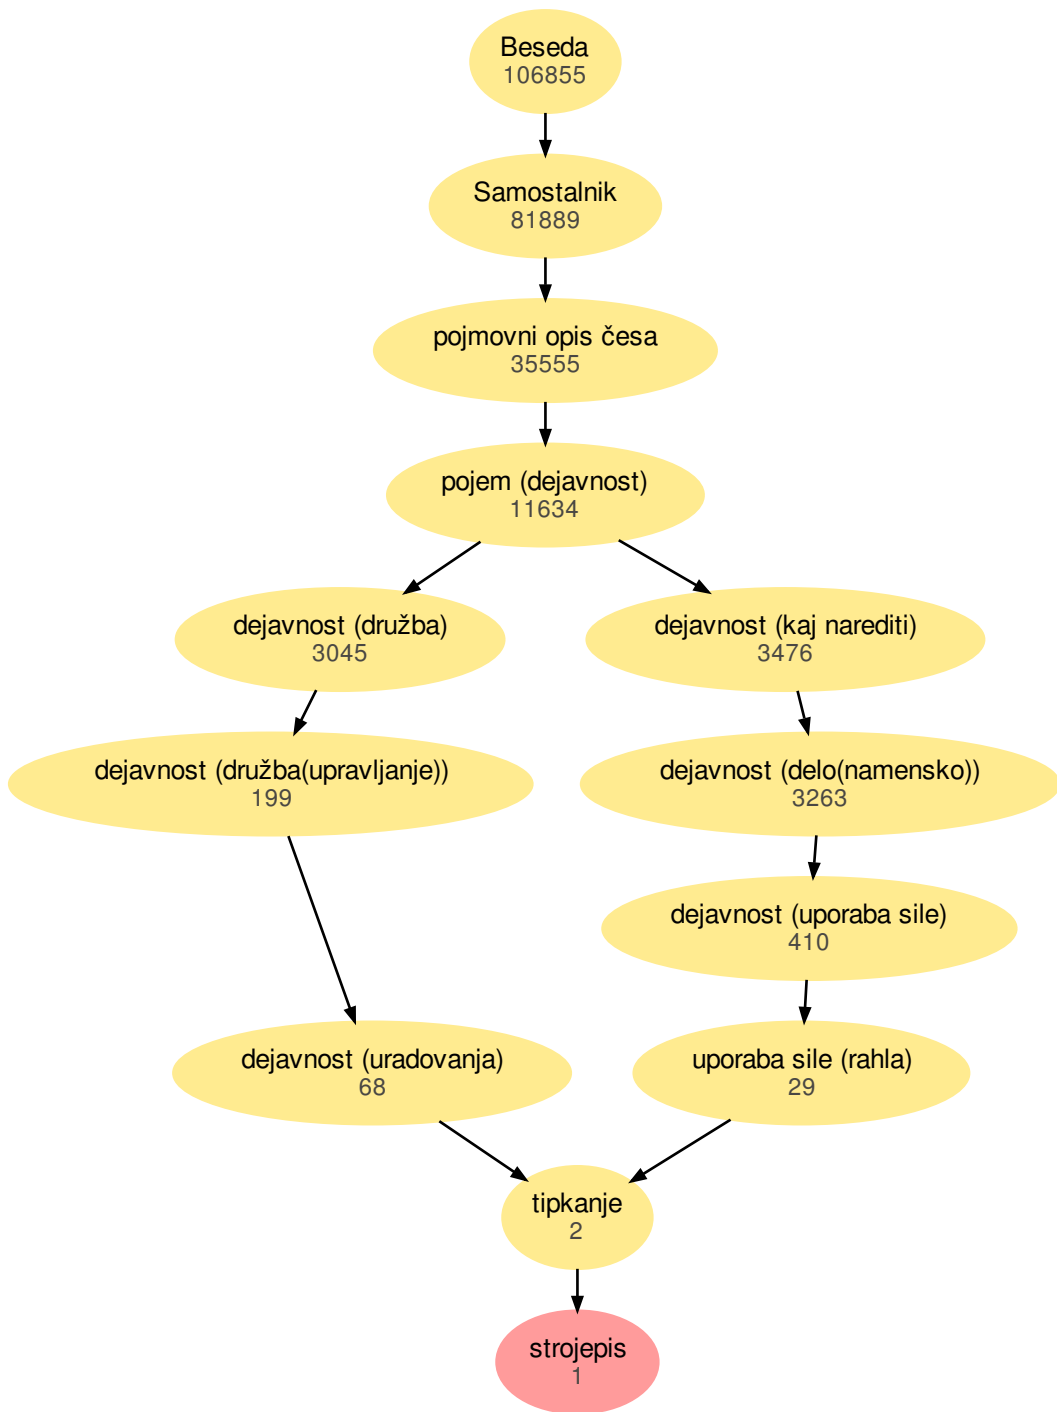 Beseda
106855
Samostalnik
81889
pojmovni opis česa
35555
pojem (dejavnost)
11634
dejavnost (družba)
3045
dejavnost (kaj narediti)
3476
dejavnost (družba(upravljanje))
199
dejavnost (delo(namensko))
3263
dejavnost (uporaba sile)
410
dejavnost (uradovanja)
68
uporaba sile (rahla)
29
tipkanje
2
strojepis
1